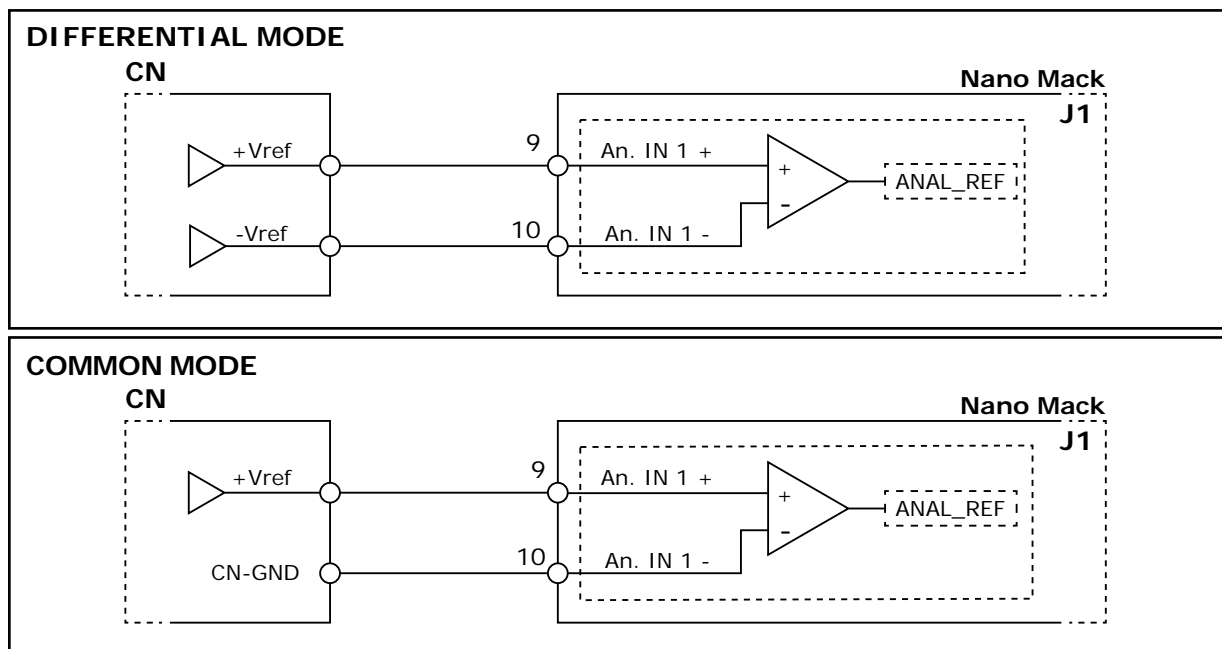 DIFFERENTIAL MODE
CN
Nano Mack
J1
+Vref
9
An. IN 1 +
+
ANAL_REF
-
-Vref
10
An. IN 1 -
COMMON MODE
CN
Nano Mack
J1
+Vref
9
An. IN 1 +
+
ANAL_REF
-
CN-GND
10
An. IN 1 -